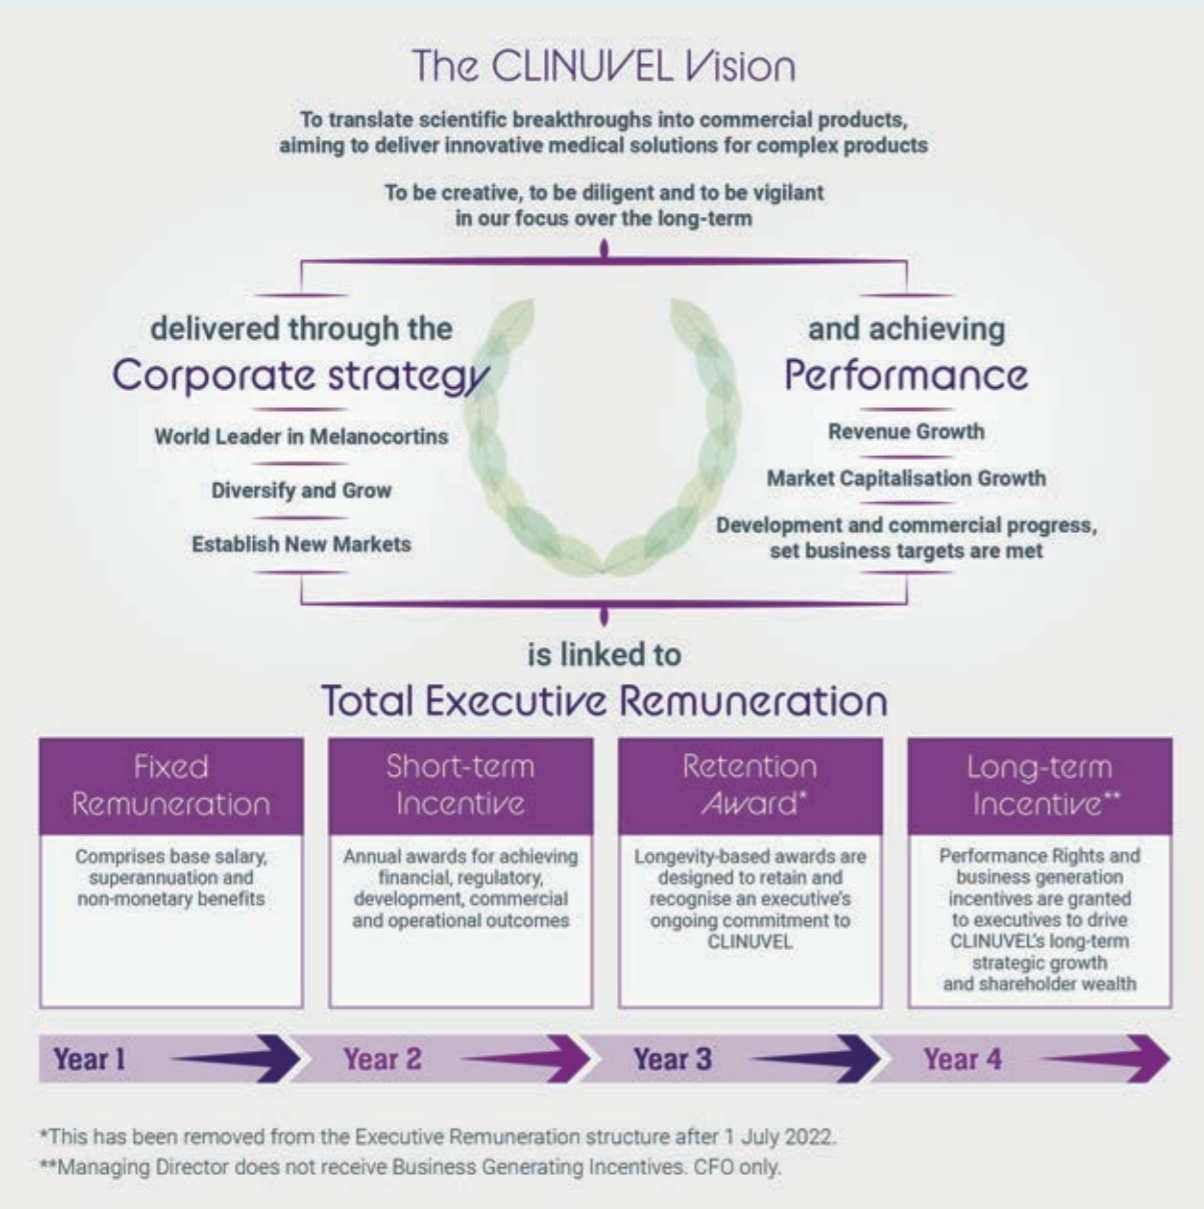 The CLINUVEL Vision
To translate scientific breakthroughs into commercial products,
aiming to deliver innovative medical solutions for complex products
To be creative, to be diligent and to be vigilant
in our focus over the long-term
delivered through the
Corporate strategy
World Leader in Melanocortins
Diversify and Grow
Establish New Markets
and achieving
Performance
Revenue Growth
Market Capitalisation Growth
Development and commercial progress,
set business targets are met
is linked to
Total Executive Remuneration
Fixed
Remuneration
Comprises base salary,
superannuation and
non-monetary benefits
Short-term
Incentive
Annual awards for achieving
financial, regulatory,
development, commercial
and operational outcomes
Retention
Award*
Longevity-based awards are
designed to retain and
recognise an executive's
ongoing commitment to
CLINUVEL
Long-term
Incentive**
Performance Rights and
business generation
incentives are granted
to executives to drive
CLINUVEL's long-term
strategic growth
and shareholder wealth
Year 1
Year 2
Year 3
Year 4
*This has been removed from the Executive Remuneration structure after 1 July 2022.
**Managing Director does not receive Business Generating Incentives. CFO only.